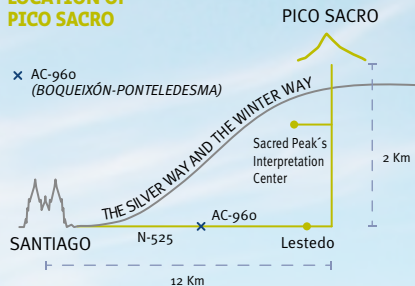 LOCATION OF
PICO SACRO
PICO SACRO
× AC-960
(BOQUEIXÓN-PONTELEDESMA)
THE SILVER WAY AND THE WINTER WAY
Sacred Peak´s
Interpretation
Center
2 Km
AC-960
SANTIAGO
N-525
Lestedo
12 Km